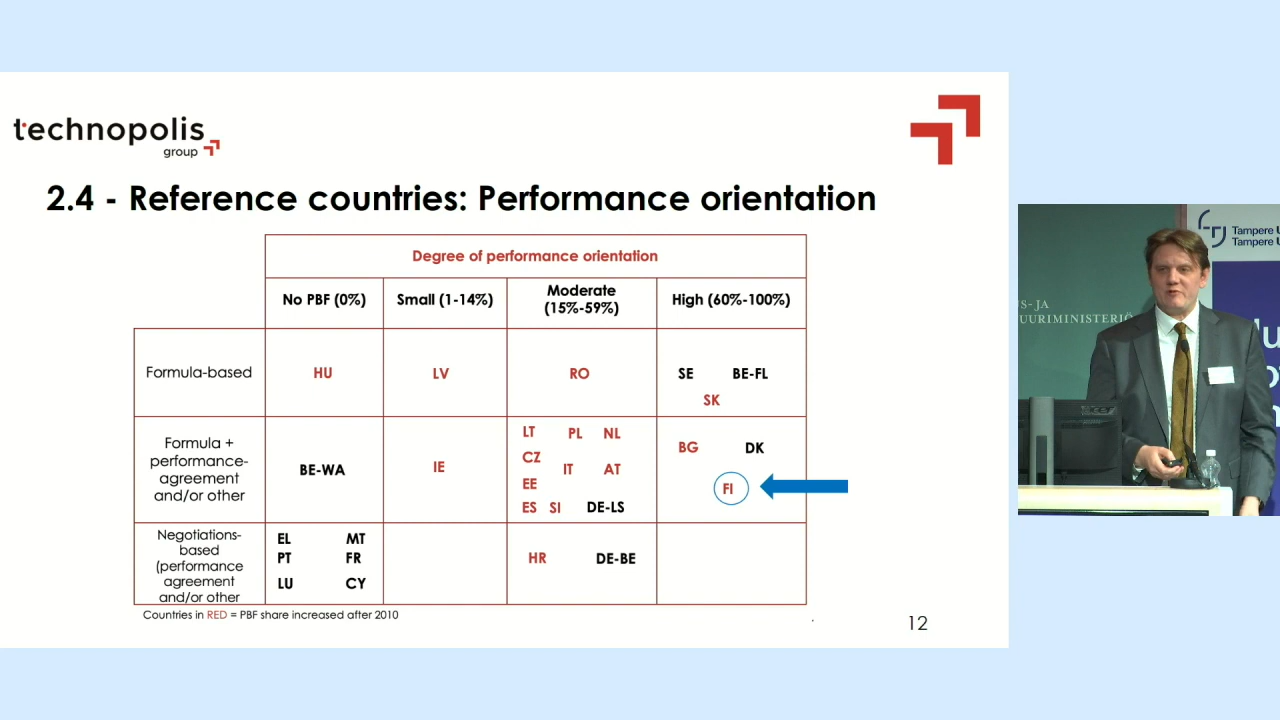 technopolis
group
2.4 - Reference countries: Performance orientation
Degree of performance orientation
No PBF (0%) Small (1-14%) Moderate (15%-59%) High (60%-100%)
Formula-based HU LV RO SE BE-FL
SK
Formula +
performance-
agreement
and/or other
BE-WA
IE
LT PL NL
CZ
IT AT
EE
ES SI DE-LS
BG DK
FI
Negotiations-
based
(performance
agreement
and/or other
EL MT
PT FR
LU CY
HR DE-BE
Countries in RED = PBF share increased after 2010
12
Tampere
Tampere
S- JA
UURIMINISTERIÖ